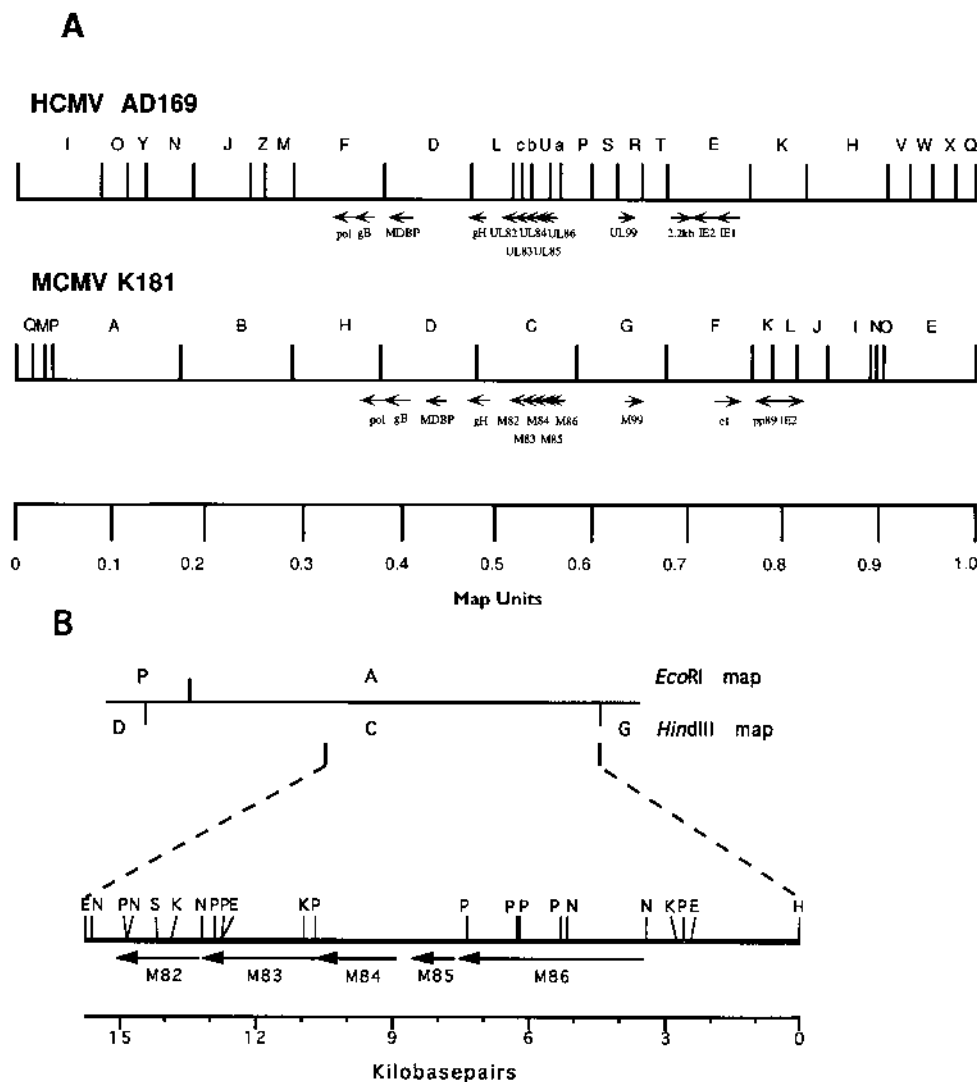 A
HCMV AD169
I O Y N J Z M F D L c b U a P S R T E K H V W X Q
pol gB MDBP gH UL82 UL84 UL86 UL99 2.2kb IE2 IE1
UL83 UL85
MCMV K181
Q M P A B H D C G F K L J I N O E
pol gB MDBP gH M82 M84 M86 M99 e1 pp89 IE2
M83 M85
0 0.1 0.2 0.3 0.4 0.5 0.6 0.7 0.8 0.9 1.0
Map Units
B
P A EcoRI map
D C G HindIII map
E N P N S K N P P E K P P P P P N N K P E H
M82 M83 M84 M85 M86
15 12 9 6 3 0
Kilobasepairs